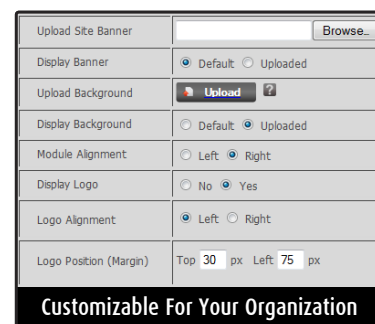 Upload Site Banner Browse...
Display Banner Default Uploaded
Upload Background Upload ?
Display Background Default Uploaded
Module Alignment Left Right
Display Logo No Yes
Logo Alignment Left Right
Logo Position (Margin) Top 30 px Left 75 px
Customizable For Your Organization